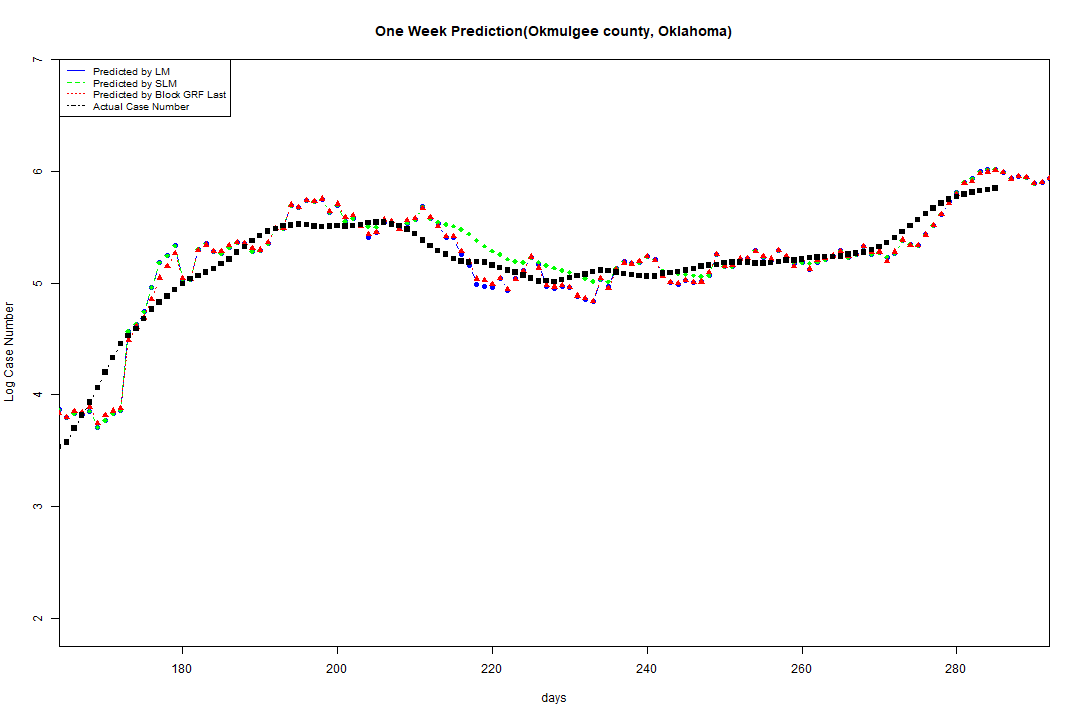 One Week Prediction(Okmulgee county, Oklahoma)
Predicted by LM
Predicted by SLM
Predicted by Block GRF Last
Actual Case Number
7
6
5
4
3
2
Log Case Number
180 200 220 240 260 280
days